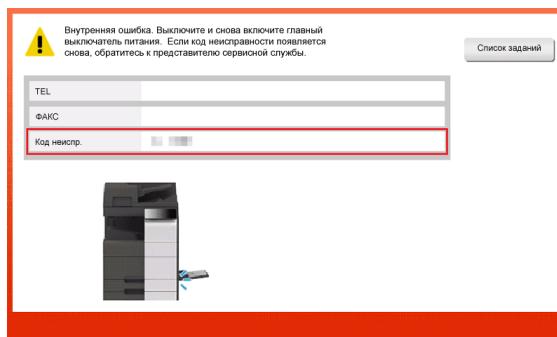 Внутренняя ошибка. Выключите и снова включите главный
выключатель питания. Если код неисправности появляется
снова, обратитесь к представителю сервисной службы.
Список заданий
TEL
ФАКС
Код неиспр.